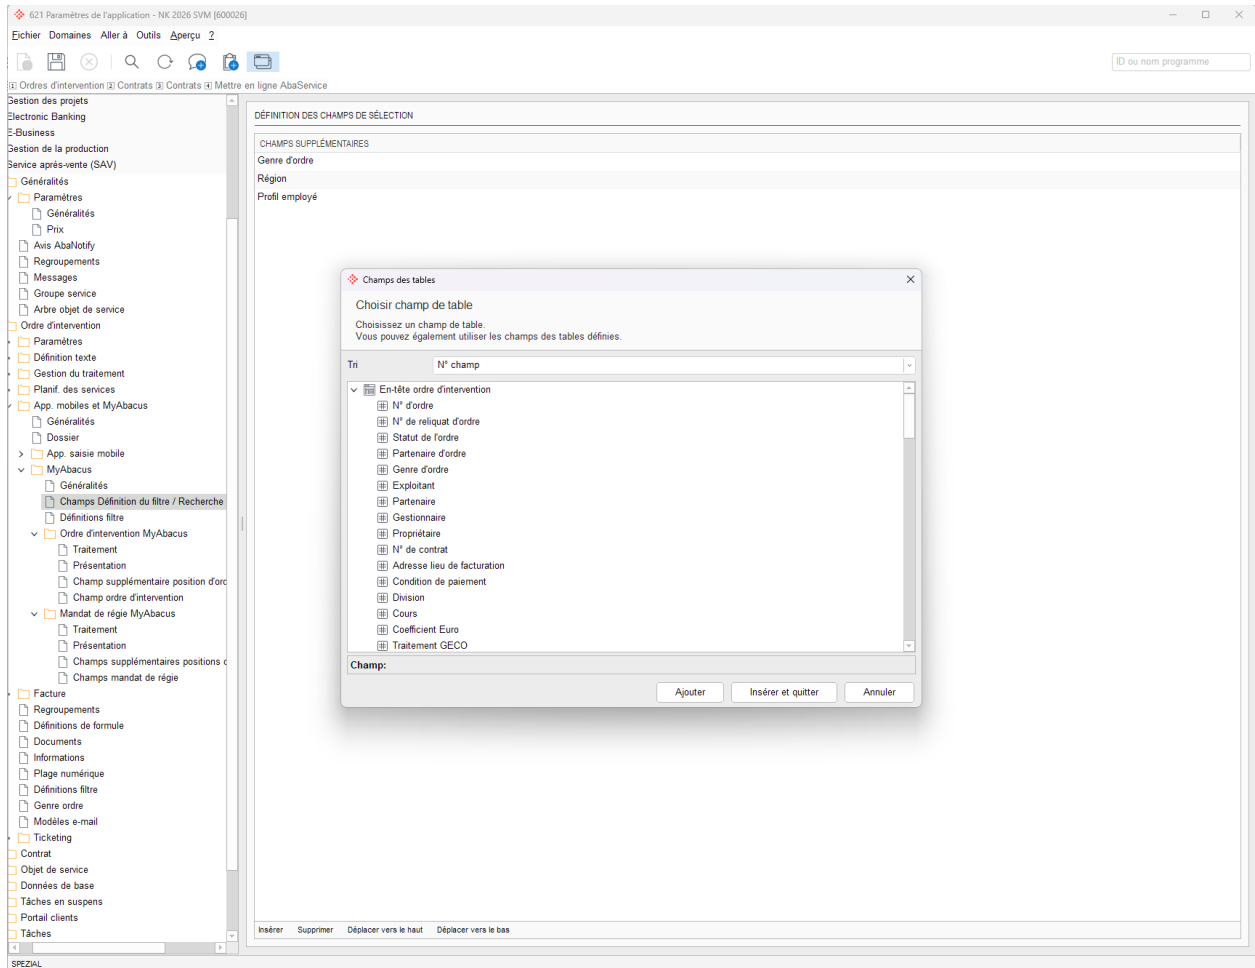 621 Paramètres de l'application - NK 2026 SVM [600026]
Fichier Domaines Aller à Outils Aperçu ?
ID ou nom programme
1 Ordres d'intervention 2 Contrats 3 Contrats 4 Mettre en ligne AbaService
Gestion des projets
Electronic Banking
E-Business
Gestion de la production
Service après-vente (SAV)
Généralités
Paramètres
Généralités
Prix
Avis AbaNotify
Regroupements
Messages
Groupe service
Arbre objet de service
Ordre d'intervention
Paramètres
Définition texte
Gestion du traitement
Planif. des services
App. mobiles et MyAbacus
Généralités
Dossier
App. saisie mobile
MyAbacus
Généralités
Champs Définition du filtre / Recherche
Définitions filtre
Ordre d'intervention MyAbacus
Traitement
Présentation
Champ supplémentaire position d'orc
Champ ordre d'intervention
Mandat de régie MyAbacus
Traitement
Présentation
Champs supplémentaires positions
Champs mandat de régie
Facture
Regroupements
Définitions de formule
Documents
Informations
Plage numérique
Définitions filtre
Genre ordre
Modèles e-mail
Ticketing
Contrat
Objet de service
Données de base
Tâches en suspens
Portail clients
Tâches
DÉFINITION DES CHAMPS DE SÉLECTION
CHAMPS SUPPLÉMENTAIRES
Genre d'ordre
Région
Profil employé
Champs des tables
Choisir champ de table
Choisissez un champ de table.
Vous pouvez également utiliser les champs des tables définies.
Tri N° champ
En-tête ordre d'intervention
N° d'ordre
N° de reliquat d'ordre
Statut de l'ordre
Partenaire d'ordre
Genre d'ordre
Exploitant
Partenaire
Gestionnaire
Propriétaire
N° de contrat
Adresse lieu de facturation
Condition de paiement
Division
Cours
Coefficient Euro
Traitement GECO
Champ:
Ajouter Insérer et quitter Annuler
Insérer Supprimer Déplacer vers le haut Déplacer vers le bas
SPEZIAL